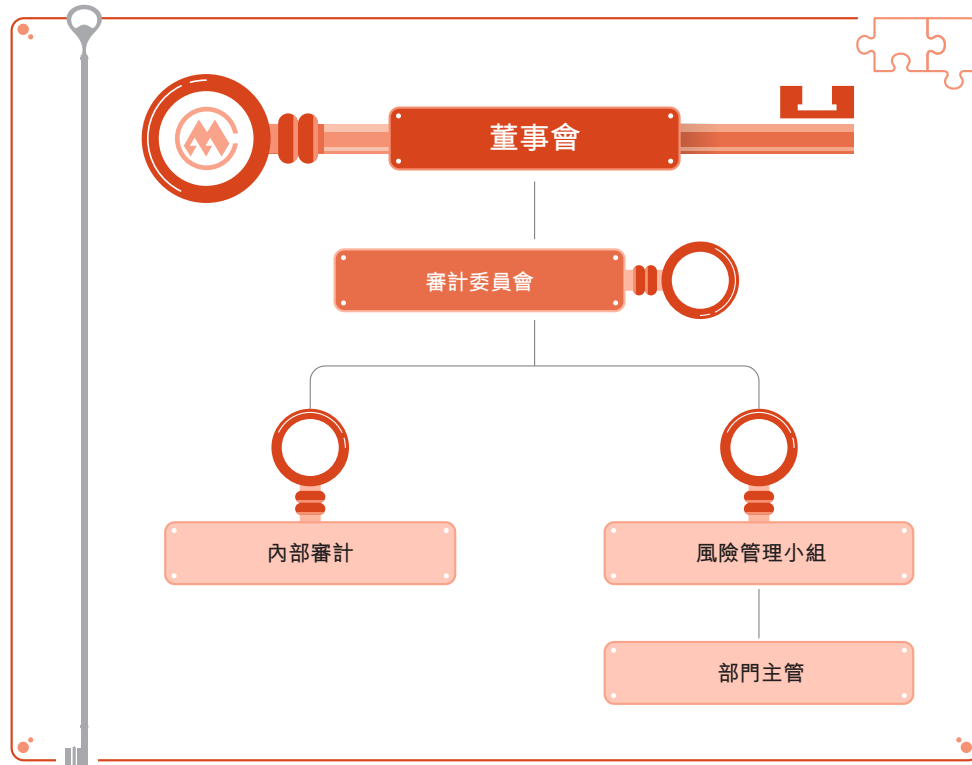 董事會
審計委員會
內部審計
風險管理小組
部門主管